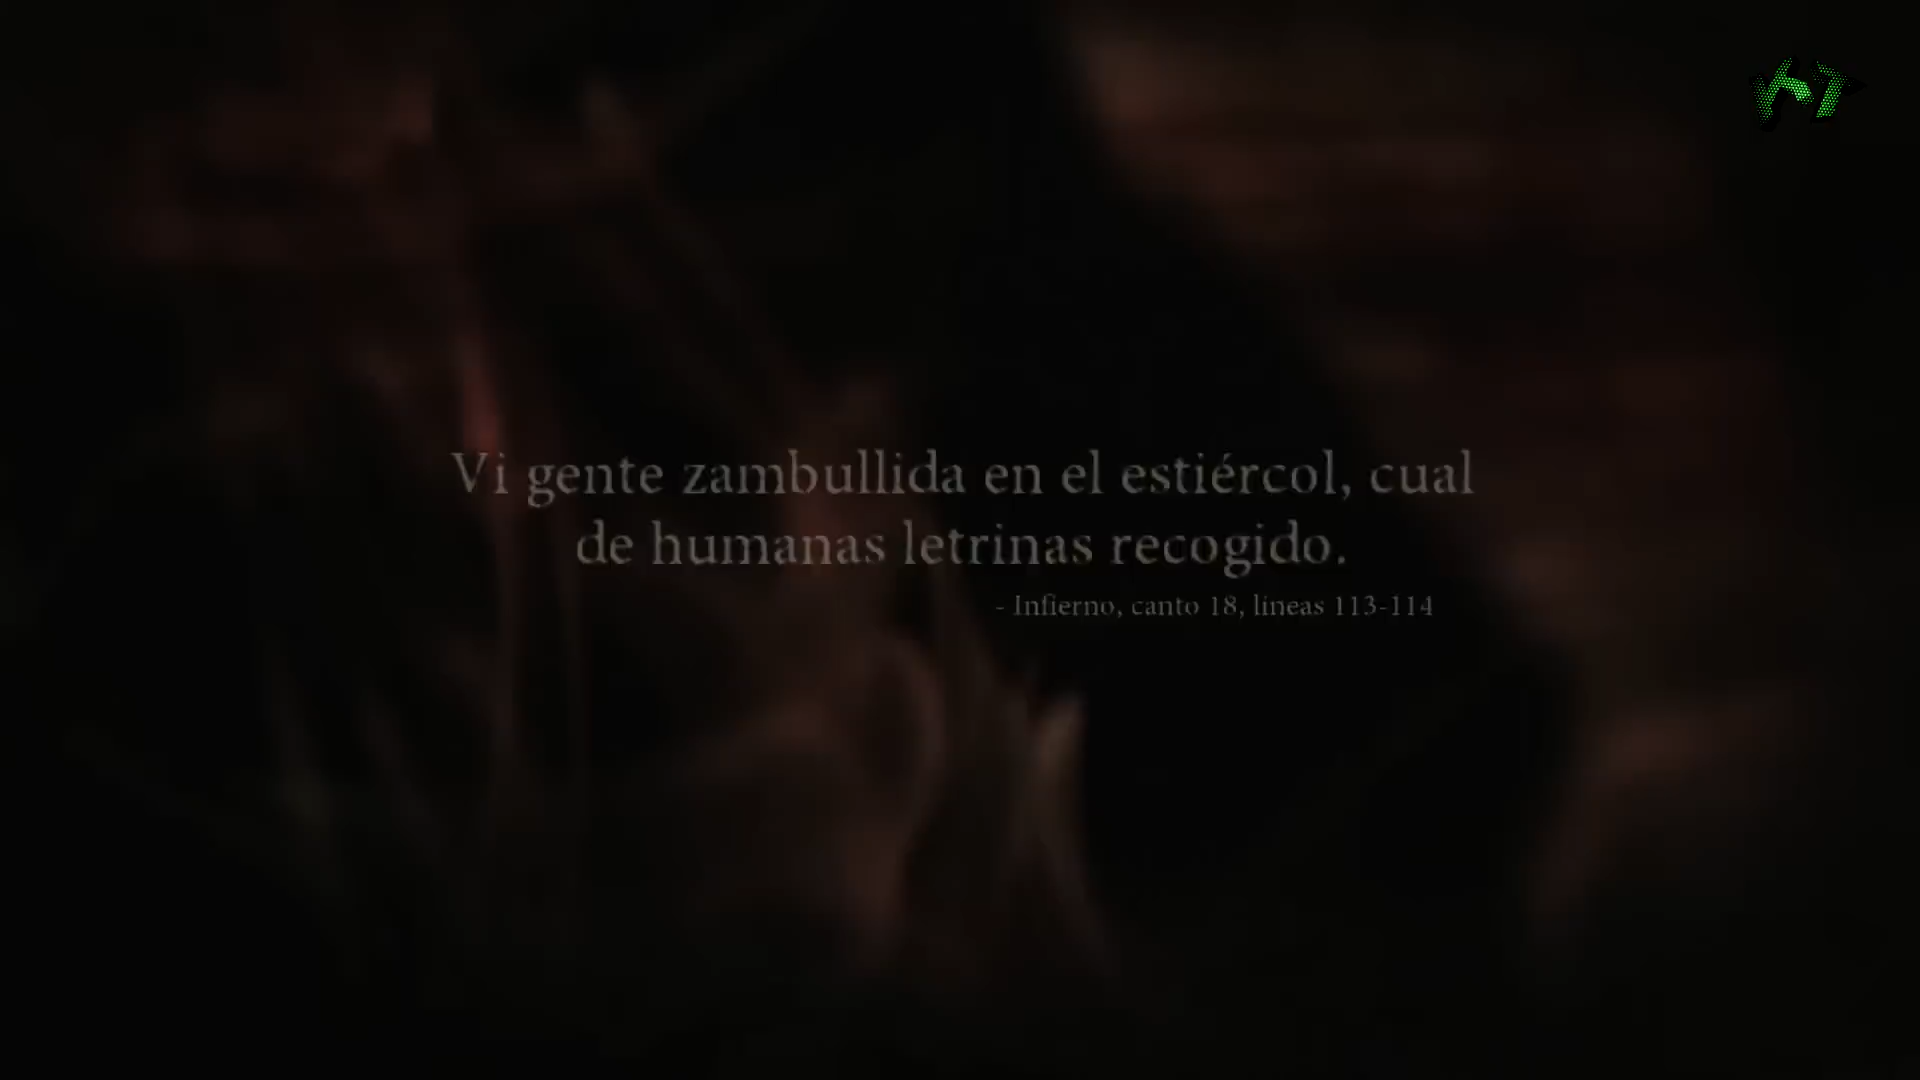 Vi gente zambullida en el estiércol, cual
de humanas letrinas recogido.
- Infierno, canto 18, líneas 113-114